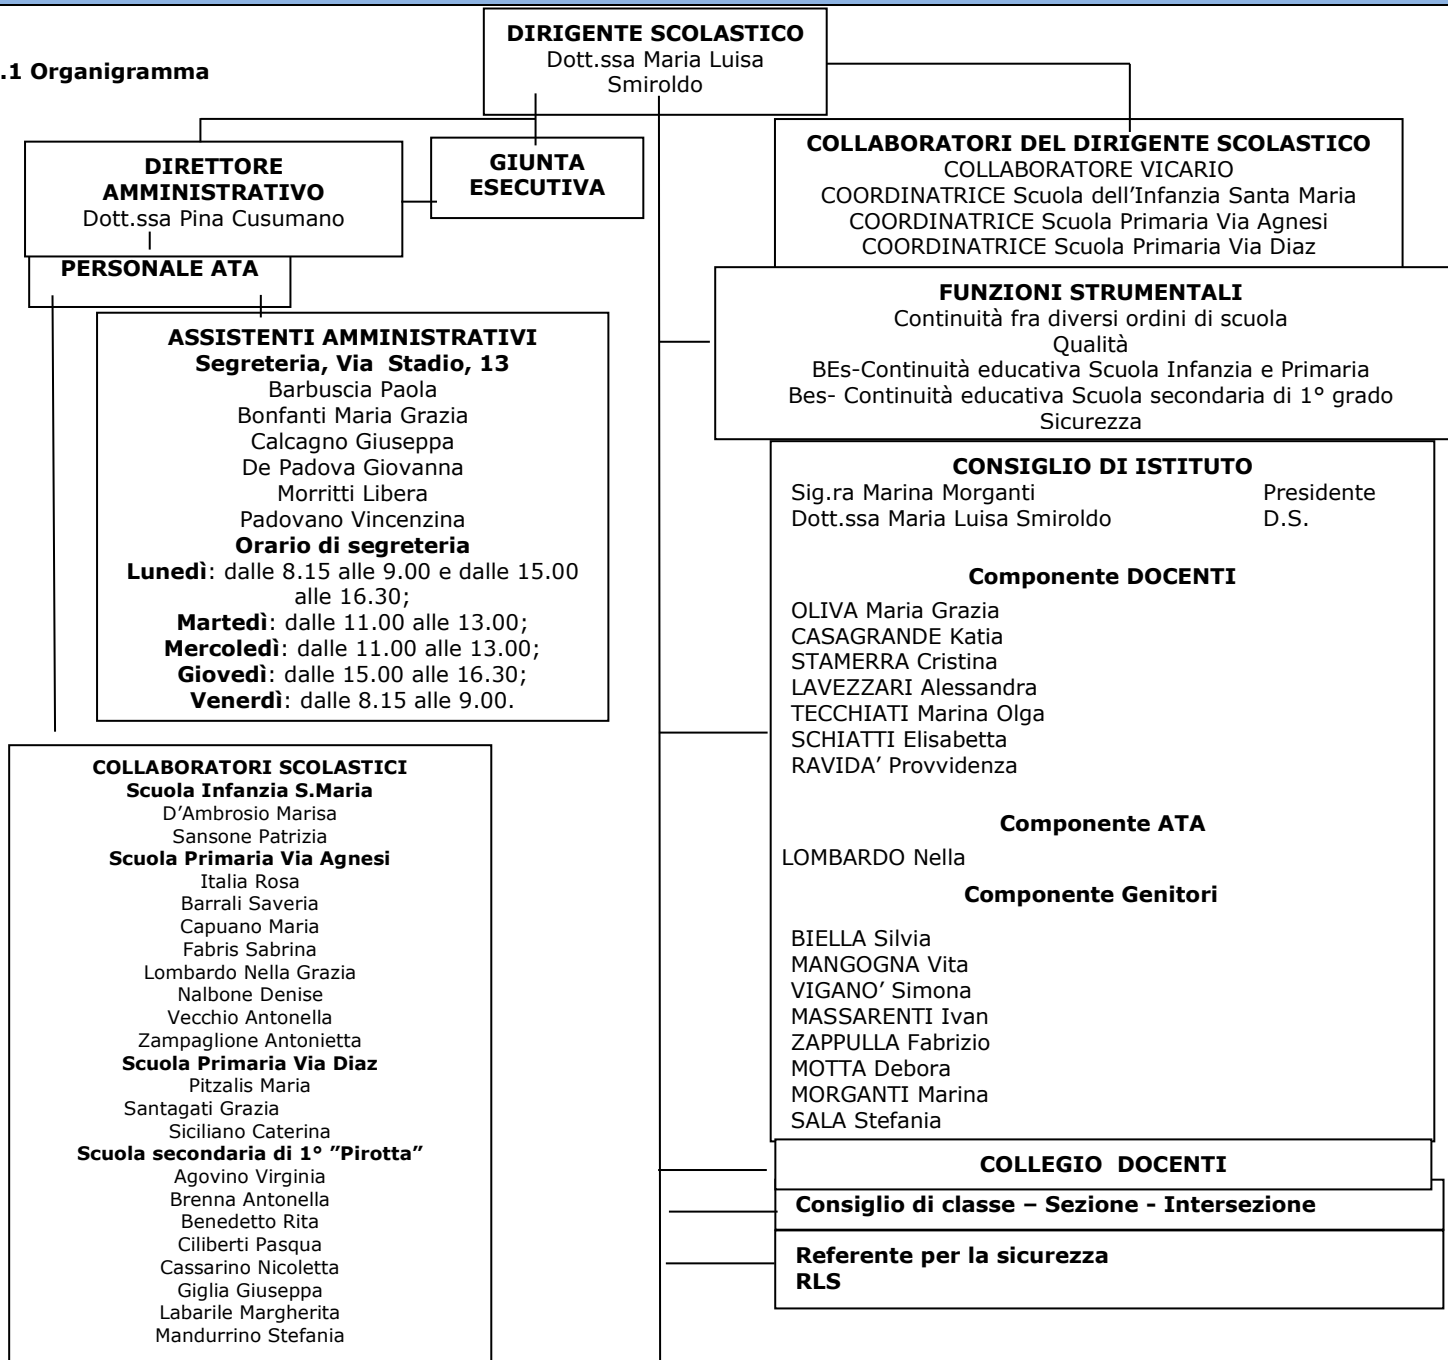 .1 Organigramma
DIRIGENTE SCOLASTICO
Dott.ssa Maria Luisa
Smiroldo
DIRETTORE
AMMINISTRATIVO
Dott.ssa Pina Cusumano
GIUNTA
ESECUTIVA
PERSONALE ATA
ASSISTENTI AMMINISTRATIVI
Segreteria, Via Stadio, 13
Barbuscia Paola
Bonfanti Maria Grazia
Calcagno Giuseppa
De Padova Giovanna
Morritti Libera
Padovano Vincenzina
Orario di segreteria
Lunedì: dalle 8.15 alle 9.00 e dalle 15.00
alle 16.30;
Martedì: dalle 11.00 alle 13.00;
Mercoledì: dalle 11.00 alle 13.00;
Giovedì: dalle 15.00 alle 16.30;
Venerdì: dalle 8.15 alle 9.00.
COLLABORATORI SCOLASTICI
Scuola Infanzia S.Maria
D’Ambrosio Marisa
Sansone Patrizia
Scuola Primaria Via Agnesi
Italia Rosa
Barrali Saveria
Capuano Maria
Fabris Sabrina
Lombardo Nella Grazia
Nalbone Denise
Vecchio Antonella
Zampaglione Antonietta
Scuola Primaria Via Diaz
Pitzalis Maria
Santagati Grazia
Siciliano Caterina
Scuola secondaria di 1° ”Pirotta”
Agovino Virginia
Brenna Antonella
Benedetto Rita
Ciliberti Pasqua
Cassarino Nicoletta
Giglia Giuseppa
Labarile Margherita
Mandurrino Stefania
COLLABORATORI DEL DIRIGENTE SCOLASTICO
COLLABORATORE VICARIO
COORDINATRICE Scuola dell’Infanzia Santa Maria
COORDINATRICE Scuola Primaria Via Agnesi
COORDINATRICE Scuola Primaria Via Diaz
FUNZIONI STRUMENTALI
Continuità fra diversi ordini di scuola
Qualità
BEs-Continuità educativa Scuola Infanzia e Primaria
Bes- Continuità educativa Scuola secondaria di 1° grado
Sicurezza
CONSIGLIO DI ISTITUTO
Sig.ra Marina Morganti Presidente
Dott.ssa Maria Luisa Smiroldo D.S.
Componente DOCENTI
OLIVA Maria Grazia
CASAGRANDE Katia
STAMERRA Cristina
LAVEZZARI Alessandra
TECCHIATI Marina Olga
SCHIATTI Elisabetta
RAVIDA’ Provvidenza
Componente ATA
LOMBARDO Nella
Componente Genitori
BIELLA Silvia
MANGOGNA Vita
VIGANO’ Simona
MASSARENTI Ivan
ZAPPULLA Fabrizio
MOTTA Debora
MORGANTI Marina
SALA Stefania
COLLEGIO DOCENTI
Consiglio di classe – Sezione - Intersezione
Referente per la sicurezza
RLS